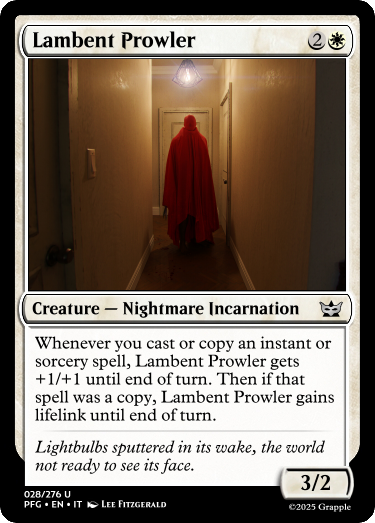 Lambent Prowler 2
Creature — Nightmare Incarnation
Whenever you cast or copy an instant or
sorcery spell, Lambent Prowler gets
+1/+1 until end of turn. Then if that
spell was a copy, Lambent Prowler gains
lifelink until end of turn.
Lightbulbs sputtered in its wake, the world
not ready to see its face.
3/2
028/276 U
PFG • EN • IT Lee Fitzgerald
©2025 Grapple